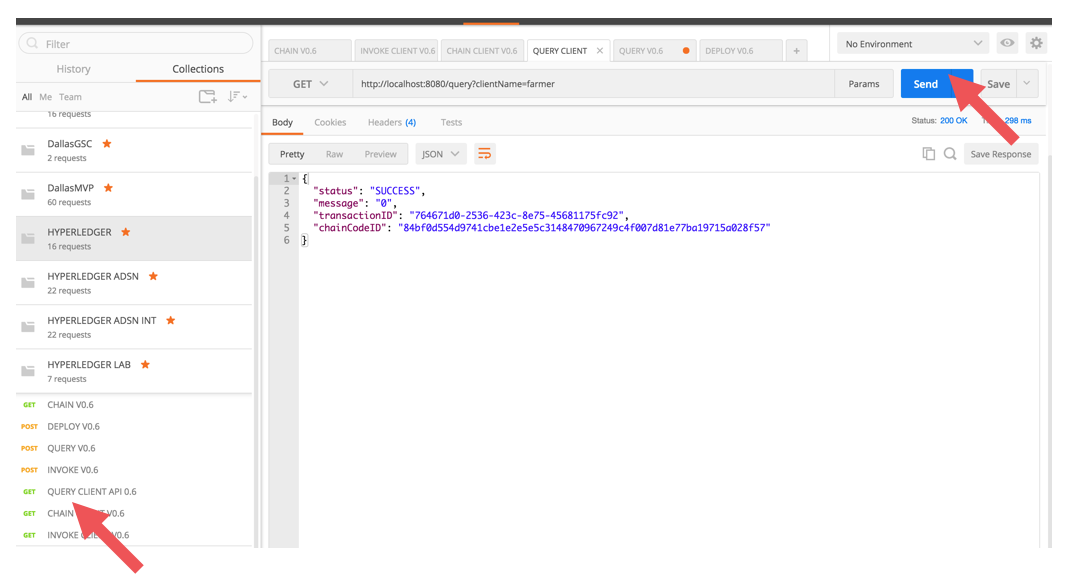 Filter
History
Collections
All Me Team
16 requests
DallasGSC
2 requests
DallasMVP
60 requests
HYPERLEDGER
16 requests
HYPERLEDGER ADSN
22 requests
HYPERLEDGER ADSN INT
22 requests
HYPERLEDGER LAB
7 requests
GET CHAIN V0.6
POST DEPLOY V0.6
POST QUERY V0.6
POST INVOKE V0.6
GET QUERY CLIENT API 0.6
GET CHAIN V0.6
GET INVOKE V0.6
CHAIN V0.6
INVOKE CLIENT V0.6
CHAIN CLIENT V0.6
QUERY CLIENT
QUERY V0.6
DEPLOY V0.6
No Environment
GET
http://localhost:8080/query?clientName=farmer
Params
Send
Save
Body
Cookies
Headers (4)
Tests
Status: 200 OK
298 ms
Pretty
Raw
Preview
JSON
Save Response
1 {
2 "status": "SUCCESS",
3 "message": "0",
4 "transactionID": "764671d0-2536-423c-8e75-45681175fc92",
5 "chainCodeID": "84bf0d554d9741cbe1e2e5e5c3148470967249c4f007d81e77ba19715a028f57"
6 }